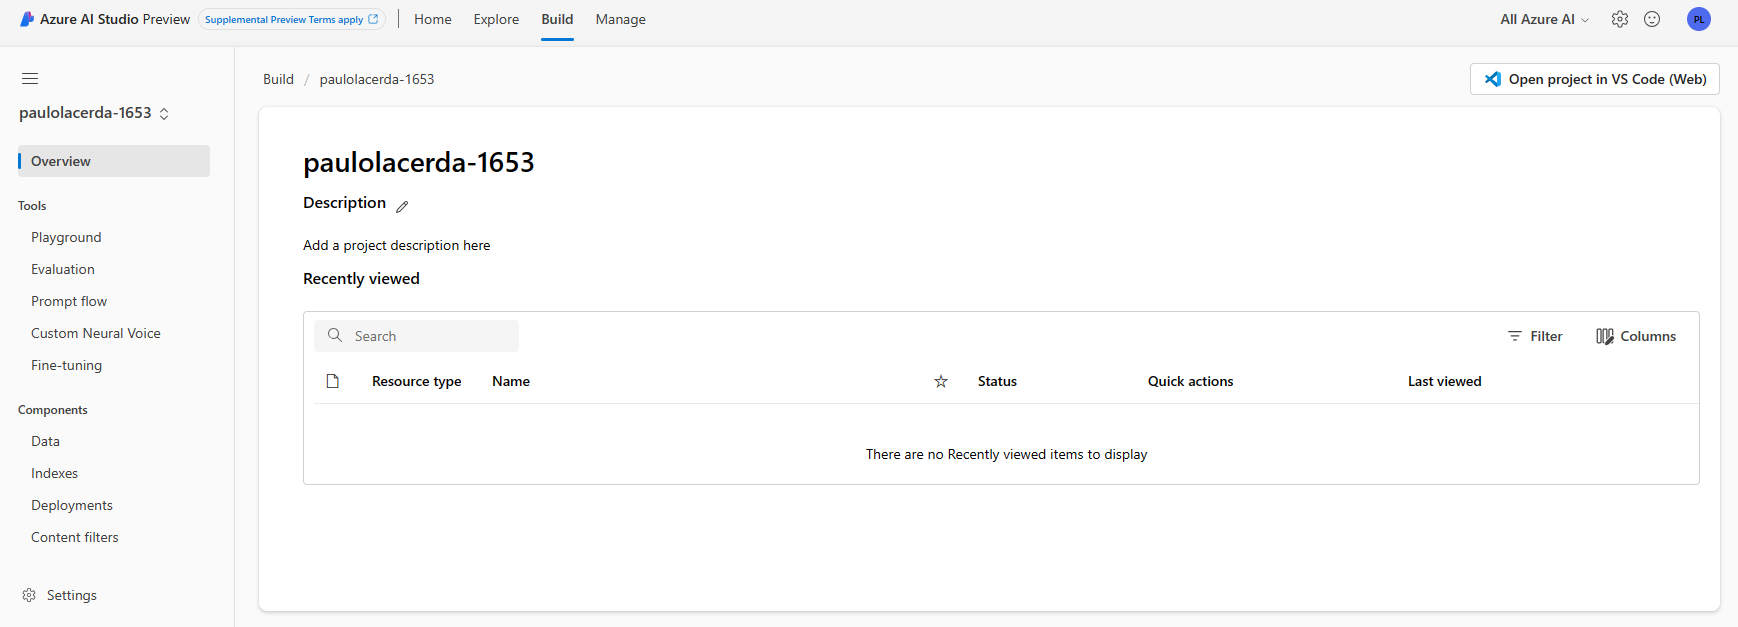 Azure AI Studio Preview Supplemental Preview Terms apply Home Explore Build Manage All Azure AI PL
paulolacerda-1653
Overview
Tools
Playground
Evaluation
Prompt flow
Custom Neural Voice
Fine-tuning
Components
Data
Indexes
Deployments
Content filters
Settings
Build / paulolacerda-1653
Open project in VS Code (Web)
paulolacerda-1653
Description
Add a project description here
Recently viewed
Search Filter Columns
Resource type Name Status Quick actions Last viewed
There are no Recently viewed items to display